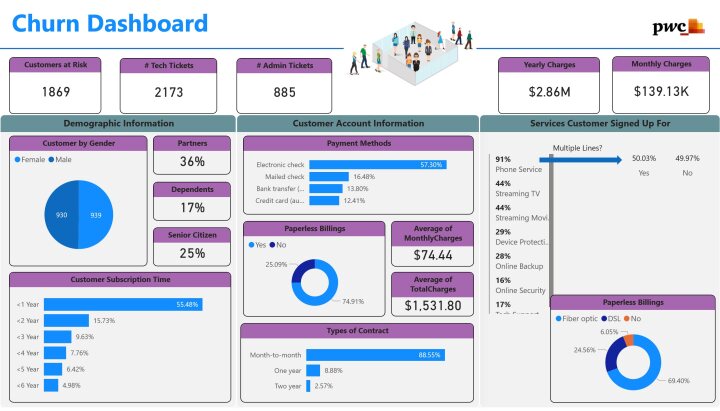 Churn Dashboard
pwc
Customers at Risk
1869
# Tech Tickets
2173
# Admin Tickets
885
Yearly Charges
$2.86M
Monthly Charges
$139.13K
Demographic Information
Customer by Gender
Female Male
930
939
Partners
36%
Dependents
17%
Senior Citizen
25%
Customer Subscription Time
<1 Year 55.48%
<2 Year 15.73%
<3 Year 9.63%
<4 Year 7.76%
<5 Year 6.42%
<6 Year 4.98%
Customer Account Information
Payment Methods
Electronic check 57.30%
Mailed check 16.48%
Bank transfer (... 13.80%
Credit card (au... 12.41%
Paperless Billings
Yes No
25.09%
74.91%
Average of
MonthlyCharges
$74.44
Average of
TotalCharges
$1,531.80
Types of Contract
Month-to-month 88.55%
One year 8.88%
Two year 2.57%
Services Customer Signed Up For
Multiple Lines?
50.03% 49.97%
Yes No
91%
Phone Service
44%
Streaming TV
44%
Streaming Movi...
29%
Device Protecti...
28%
Online Backup
16%
Online Security
17%
Paperless Billings
Fiber optic DSL No
6.05%
24.56%
69.40%